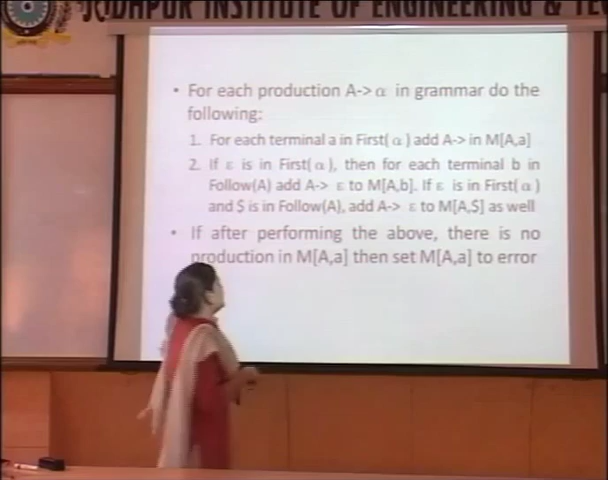 JODHPUR INSTITUTE OF ENGINEERING & TE
• For each production A-> α in grammar do the
following:
1. For each terminal a in First( α ) add A-> in M[A,a]
2. If ε is in First( α ), then for each terminal b in
Follow(A) add A-> ε to M[A,b]. If ε is in First( α )
and $ is in Follow(A), add A-> ε to M[A,$] as well
• If after performing the above, there is no
production in M[A,a] then set M[A,a] to error